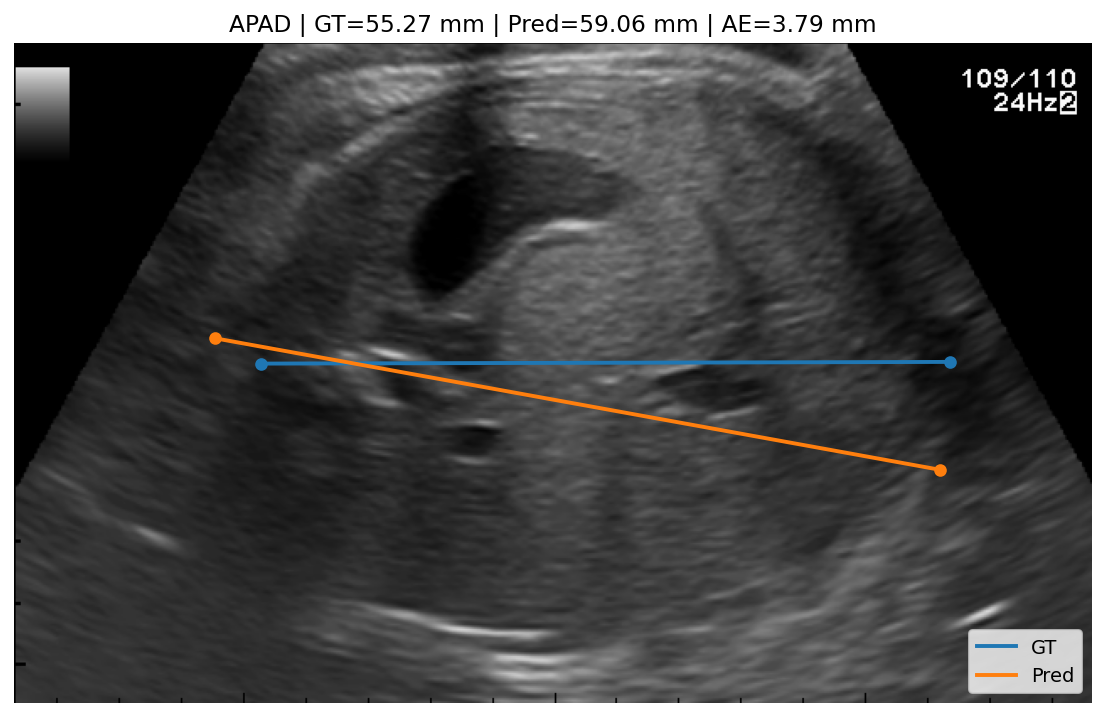 APAD | GT=55.27 mm | Pred=59.06 mm | AE=3.79 mm
109/110
24Hz2
GT
Pred